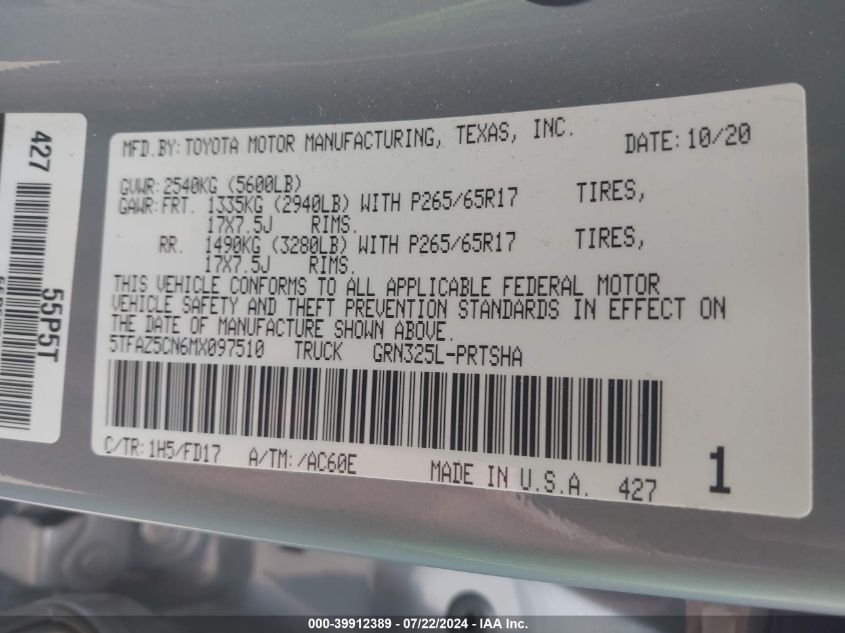 MFD.BY:TOYOTA MOTOR MANUFACTURING, TEXAS, INC. DATE:10/20
GVWR:2540KG (5600LB)
GAWR:FRT. 1335KG (2940LB) WITH P265/65R17 TIRES,
17X7.5J RIMS.
RR. 1490KG (3280LB) WITH P265/65R17 TIRES,
17X7.5J RIMS.
THIS VEHICLE CONFORMS TO ALL APPLICABLE FEDERAL MOTOR
VEHICLE SAFETY AND THEFT PREVENTION STANDARDS IN EFFECT ON
THE DATE OF MANUFACTURE SHOWN ABOVE.
5TFAZ5CN6MX097510 TRUCK GRN325L-PRTSHA
C/TR:1H5/FD17 A/TM:/AC60E MADE IN U.S.A. 427 1
427
55P5T
000-39912389 - 07/22/2024 - IAA Inc.